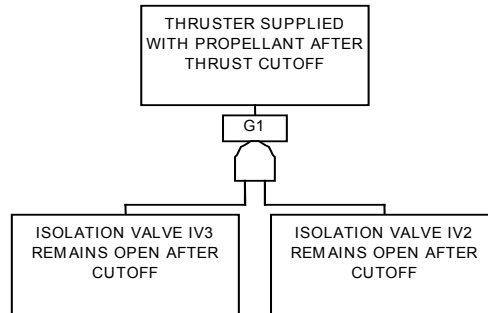 THRUSTER SUPPLIED
WITH PROPELLANT AFTER
THRUST CUTOFF
G1
ISOLATION VALVE IV3
REMAINS OPEN AFTER
CUTOFF
ISOLATION VALVE IV2
REMAINS OPEN AFTER
CUTOFF